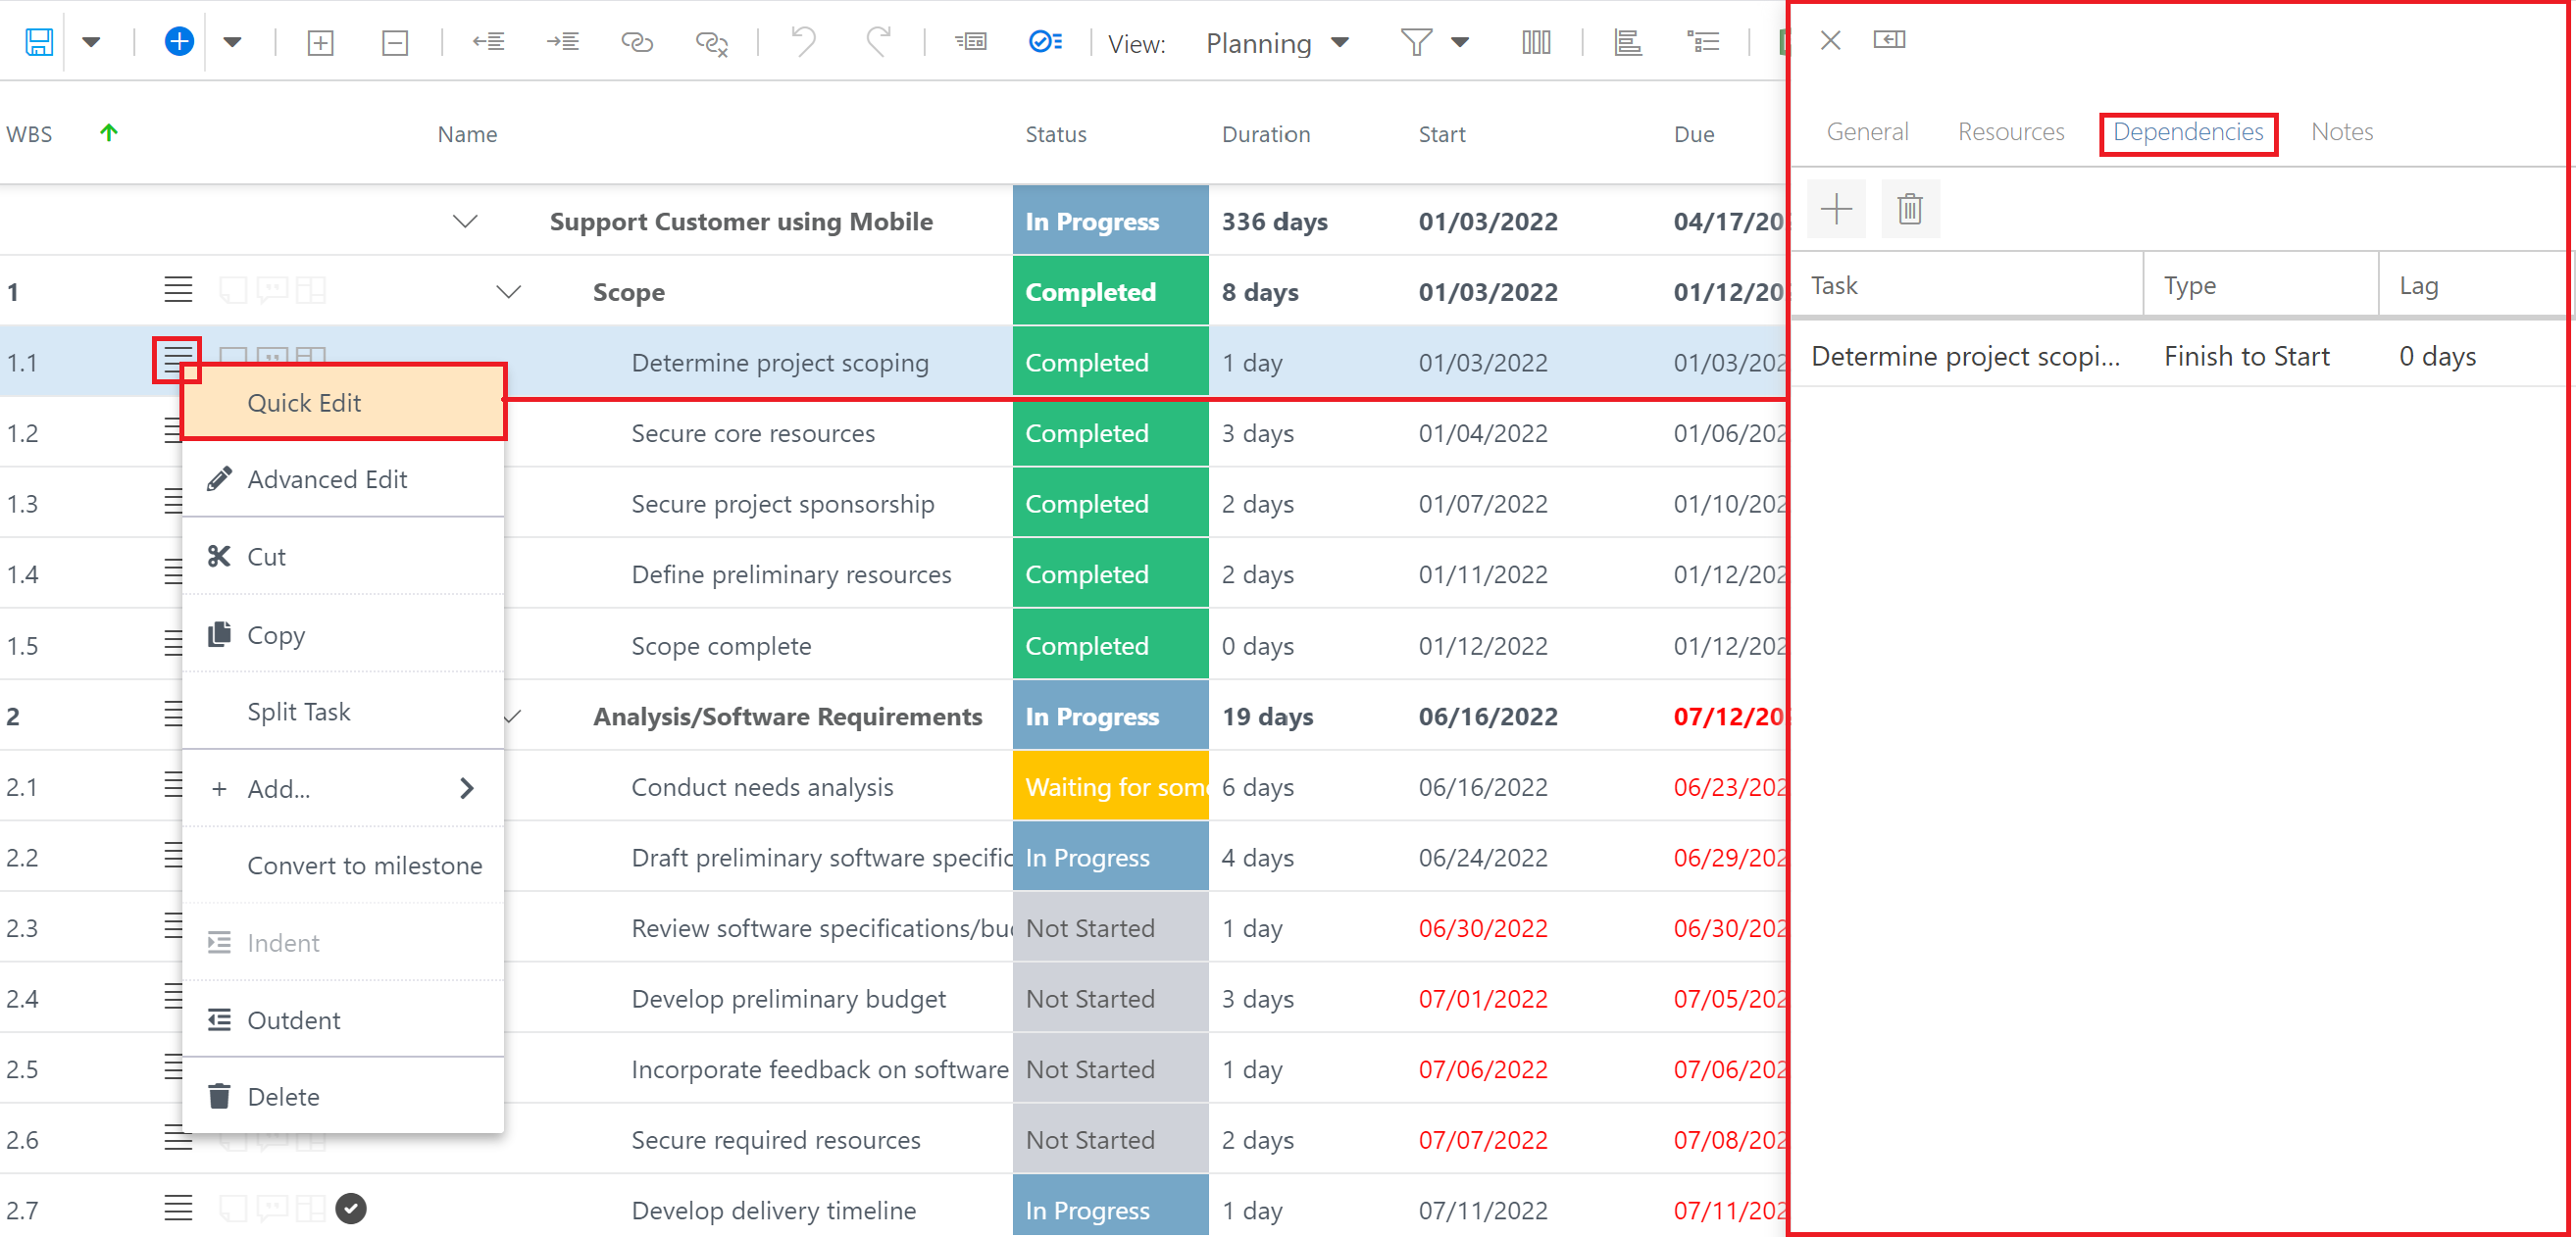 View: Planning
WBS Name Status Duration Start Due
Support Customer using Mobile In Progress 336 days 01/03/2022 04/17/20
1 Scope Completed 8 days 01/03/2022 01/12/20
1.1 Determine project scoping Completed 1 day 01/03/2022 01/03/202
Quick Edit
1.2 Secure core resources Completed 3 days 01/04/2022 01/06/202
Advanced Edit
1.3 Secure project sponsorship Completed 2 days 01/07/2022 01/10/202
Cut
1.4 Define preliminary resources Completed 2 days 01/11/2022 01/12/202
Copy
1.5 Scope complete Completed 0 days 01/12/2022 01/12/202
Split Task
2 Analysis/Software Requirements In Progress 19 days 06/16/2022 07/12/20
Add...
2.1 Conduct needs analysis Waiting for some 6 days 06/16/2022 06/23/202
Convert to milestone
2.2 Draft preliminary software specific In Progress 4 days 06/24/2022 06/29/202
2.3 Review software specifications/bu Not Started 1 day 06/30/2022 06/30/202
Indent
2.4 Develop preliminary budget Not Started 3 days 07/01/2022 07/05/202
Outdent
2.5 Incorporate feedback on software Not Started 1 day 07/06/2022 07/06/202
Delete
2.6 Secure required resources Not Started 2 days 07/07/2022 07/08/202
2.7 Develop delivery timeline In Progress 1 day 07/11/2022 07/11/202
General Resources Dependencies Notes
Task Type Lag
Determine project scopi... Finish to Start 0 days